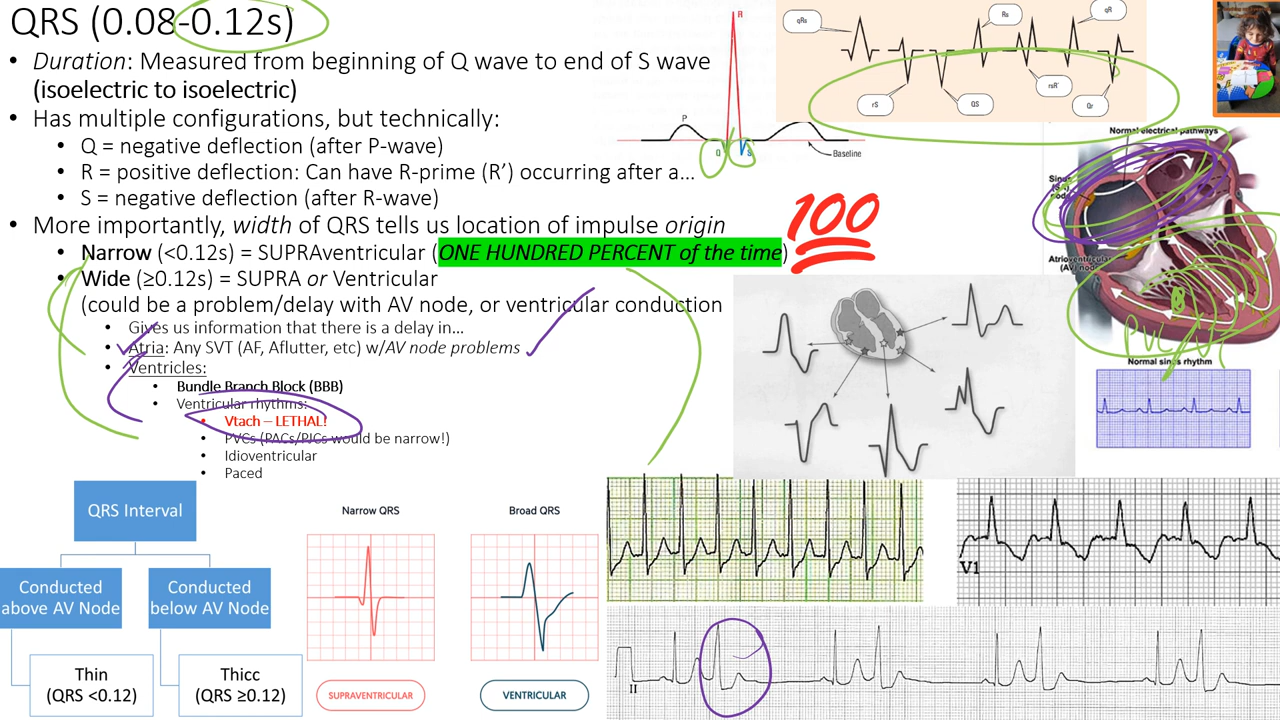 QRS (0.08-0.12s)
• Duration: Measured from beginning of Q wave to end of S wave
(isoelectric to isoelectric)
• Has multiple configurations, but technically:
• Q = negative deflection (after P-wave)
• R = positive deflection: Can have R-prime (R’) occurring after a…
• S = negative deflection (after R-wave)
• More importantly, width of QRS tells us location of impulse origin
• Narrow (<0.12s) = SUPRAventricular (ONE HUNDRED PERCENT of the time)
• Wide (≥0.12s) = SUPRA or Ventricular
(could be a problem/delay with AV node, or ventricular conduction
• Gives us information that there is a delay in…
• Atria: Any SVT (AF, Aflutter, etc) w/AV node problems
• Ventricles:
• Bundle Branch Block (BBB)
• Ventricular rhythms:
• Vtach – LETHAL!
• PVCs (PACs/PJCs would be narrow!)
• Idioventricular
• Paced
100
R
P
Q
S
Baseline
qRs
Rs
qR
rS
QS
rsR'
Qr
Normal electrical pathways
Sinus
(SA)
node
Atrioventricular
(AV) node
Normal sinus rhythm
QRS Interval
Conducted
above AV Node
Conducted
below AV Node
Thin
(QRS <0.12)
Thicc
(QRS ≥0.12)
Narrow QRS
SUPRAVENTRICULAR
Broad QRS
VENTRICULAR
V1
II